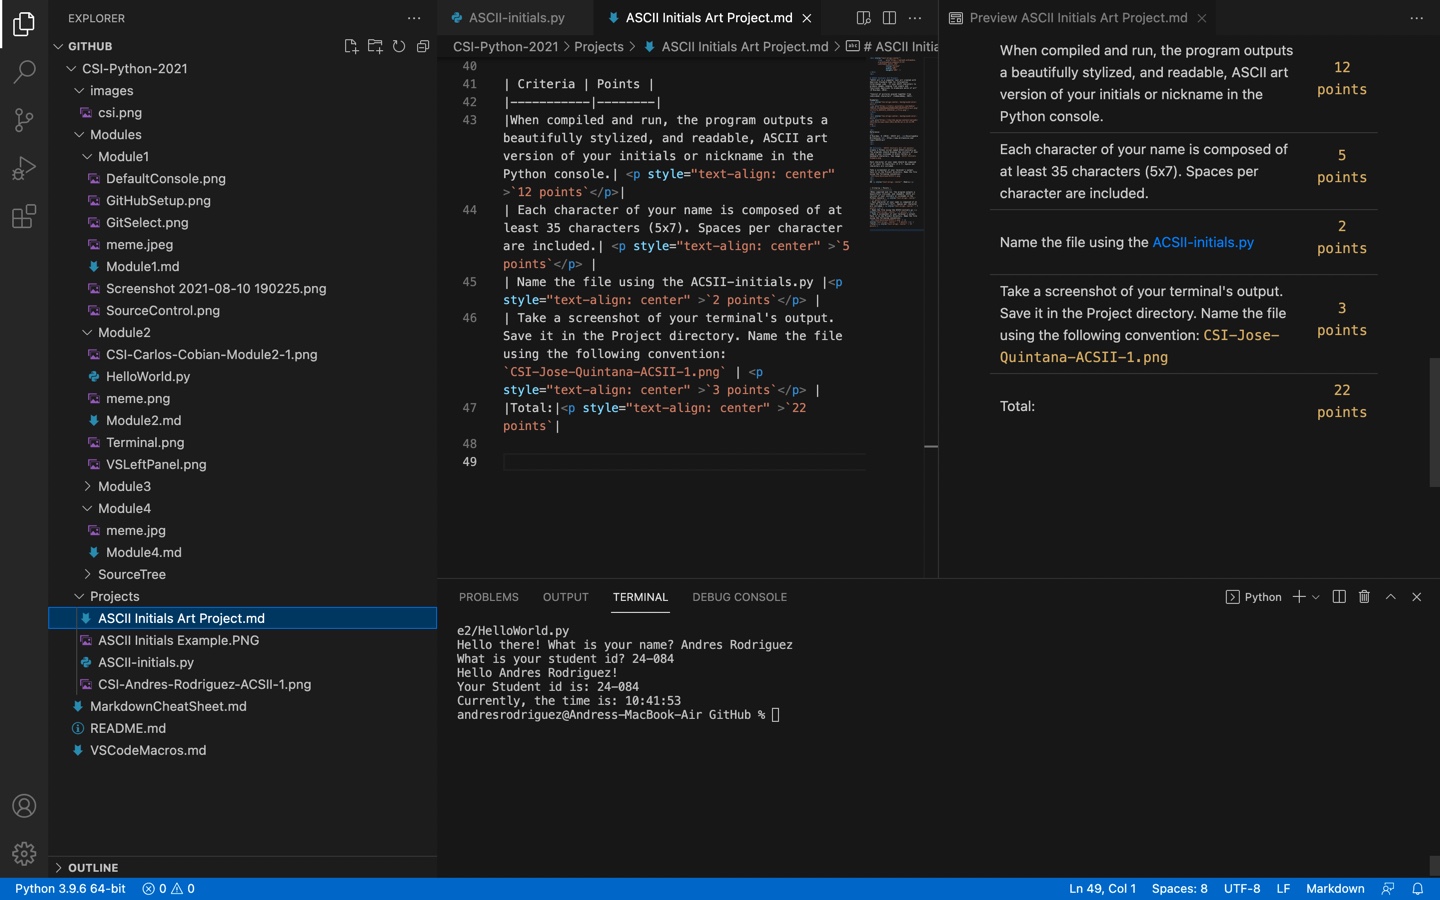 EXPLORER
GITHUB
CSI-Python-2021
images
csi.png
Modules
Module1
DefaultConsole.png
GitHubSetup.png
GitSelect.png
meme.jpeg
Module1.md
Screenshot 2021-08-10 190225.png
SourceControl.png
Module2
CSI-Carlos-Cobian-Module2-1.png
HelloWorld.py
meme.png
Module2.md
Terminal.png
VSLeftPanel.png
Module3
Module4
meme.jpg
Module4.md
SourceTree
Projects
ASCII Initials Art Project.md
ASCII Initials Example.PNG
ASCII-initials.py
CSI-Andres-Rodriguez-ACSII-1.png
MarkdownCheatSheet.md
README.md
VSCodeMacros.md
OUTLINE
ASCII-initials.py
ASCII Initials Art Project.md
CSI-Python-2021 > Projects > ASCII Initials Art Project.md > # ASCII Initia
40
41 | Criteria | Points |
42 |-----------|--------|
43 |When compiled and run, the program outputs a
beautifully stylized, and readable, ASCII art
version of your initials or nickname in the
Python console.| <p style="text-align: center"
>`12 points`</p>|
44 | Each character of your name is composed of at
least 35 characters (5x7). Spaces per character
are included.| <p style="text-align: center" >`5
points`</p> |
45 | Name the file using the ACSII-initials.py |<p
style="text-align: center" >`2 points`</p> |
46 | Take a screenshot of your terminal's output.
Save it in the Project directory. Name the file
using the following convention:
`CSI-Jose-Quintana-ACSII-1.png` | <p
style="text-align: center" >`3 points`</p> |
47 |Total:|<p style="text-align: center" >`22
points`|
48
49
Preview ASCII Initials Art Project.md
When compiled and run, the program outputs
a beautifully stylized, and readable, ASCII art
version of your initials or nickname in the
Python console.
12
points
Each character of your name is composed of
at least 35 characters (5x7). Spaces per
character are included.
5
points
Name the file using the ACSII-initials.py
2
points
Take a screenshot of your terminal's output.
Save it in the Project directory. Name the file
using the following convention: CSI-Jose-
Quintana-ACSII-1.png
3
points
Total:
22
points
PROBLEMS OUTPUT TERMINAL DEBUG CONSOLE
Python
e2/HelloWorld.py
Hello there! What is your name? Andres Rodriguez
What is your student id? 24-084
Hello Andres Rodriguez!
Your Student id is: 24-084
Currently, the time is: 10:41:53
andresrodriguez@Andress-MacBook-Air GitHub %
Python 3.9.6 64-bit 0 0
Ln 49, Col 1 Spaces: 8 UTF-8 LF Markdown